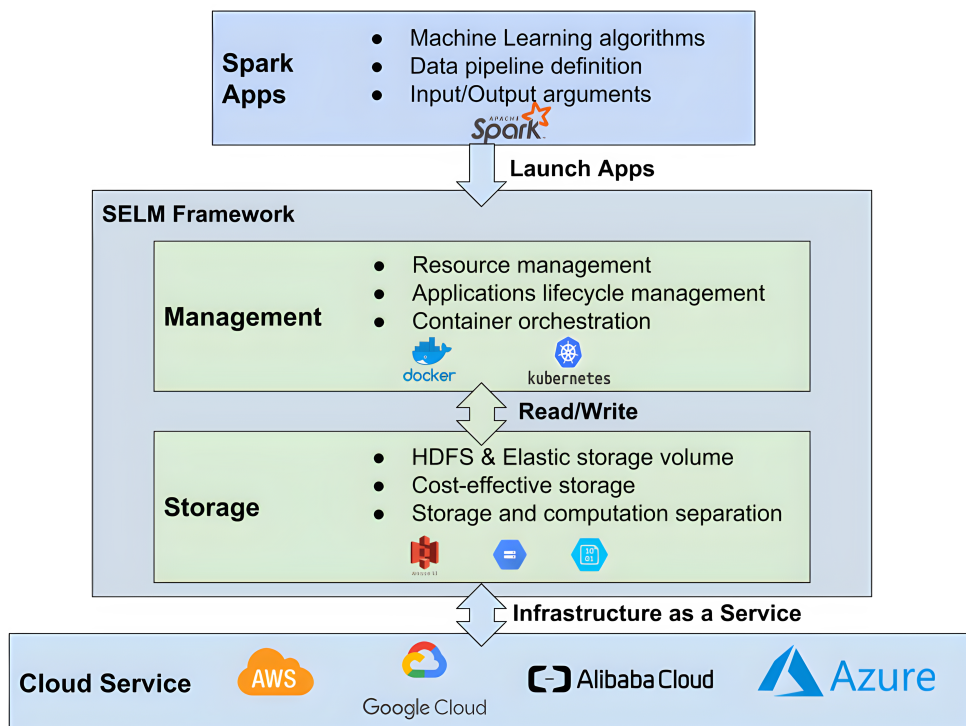 Spark
Apps
● Machine Learning algorithms
● Data pipeline definition
● Input/Output arguments
APACHE
Spark
Launch Apps
SELM Framework
Management
● Resource management
● Applications lifecycle management
● Container orchestration
docker
kubernetes
Read/Write
Storage
● HDFS & Elastic storage volume
● Cost-effective storage
● Storage and computation separation
10
01
Infrastructure as a Service
Cloud Service
AWS
Google Cloud
Alibaba Cloud
Azure